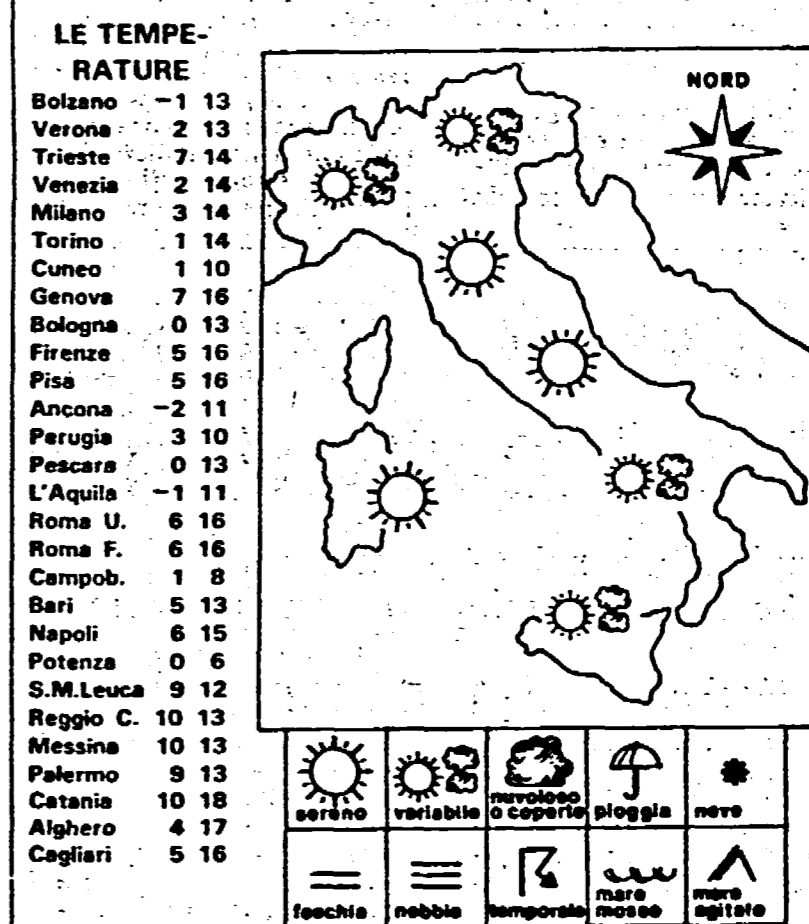 LE TEMPE-
RATURE
Bolzano -1 13
Verona 2 13
Trieste 7 14
Venezia 2 14
Milano 3 14
Torino 1 14
Cuneo 1 10
Genova 7 16
Bologna 0 13
Firenze 5 16
Pisa 5 16
Ancona -2 11
Perugia 3 10
Pescara 0 13
L'Aquila -1 11
Roma U. 6 16
Roma F. 6 16
Campob. 1 8
Bari 5 13
Napoli 6 15
Potenza 0 6
S.M.Leuca 9 12
Reggio C. 10 13
Messina 10 13
Palermo 9 13
Catania 10 18
Alghero 4 17
Cagliari 5 16
NORD
sereno
variabile
nuvoloso
o coperto
pioggia
neve
foschia
nebbia
temporale
mare
mosso
mare
agitato